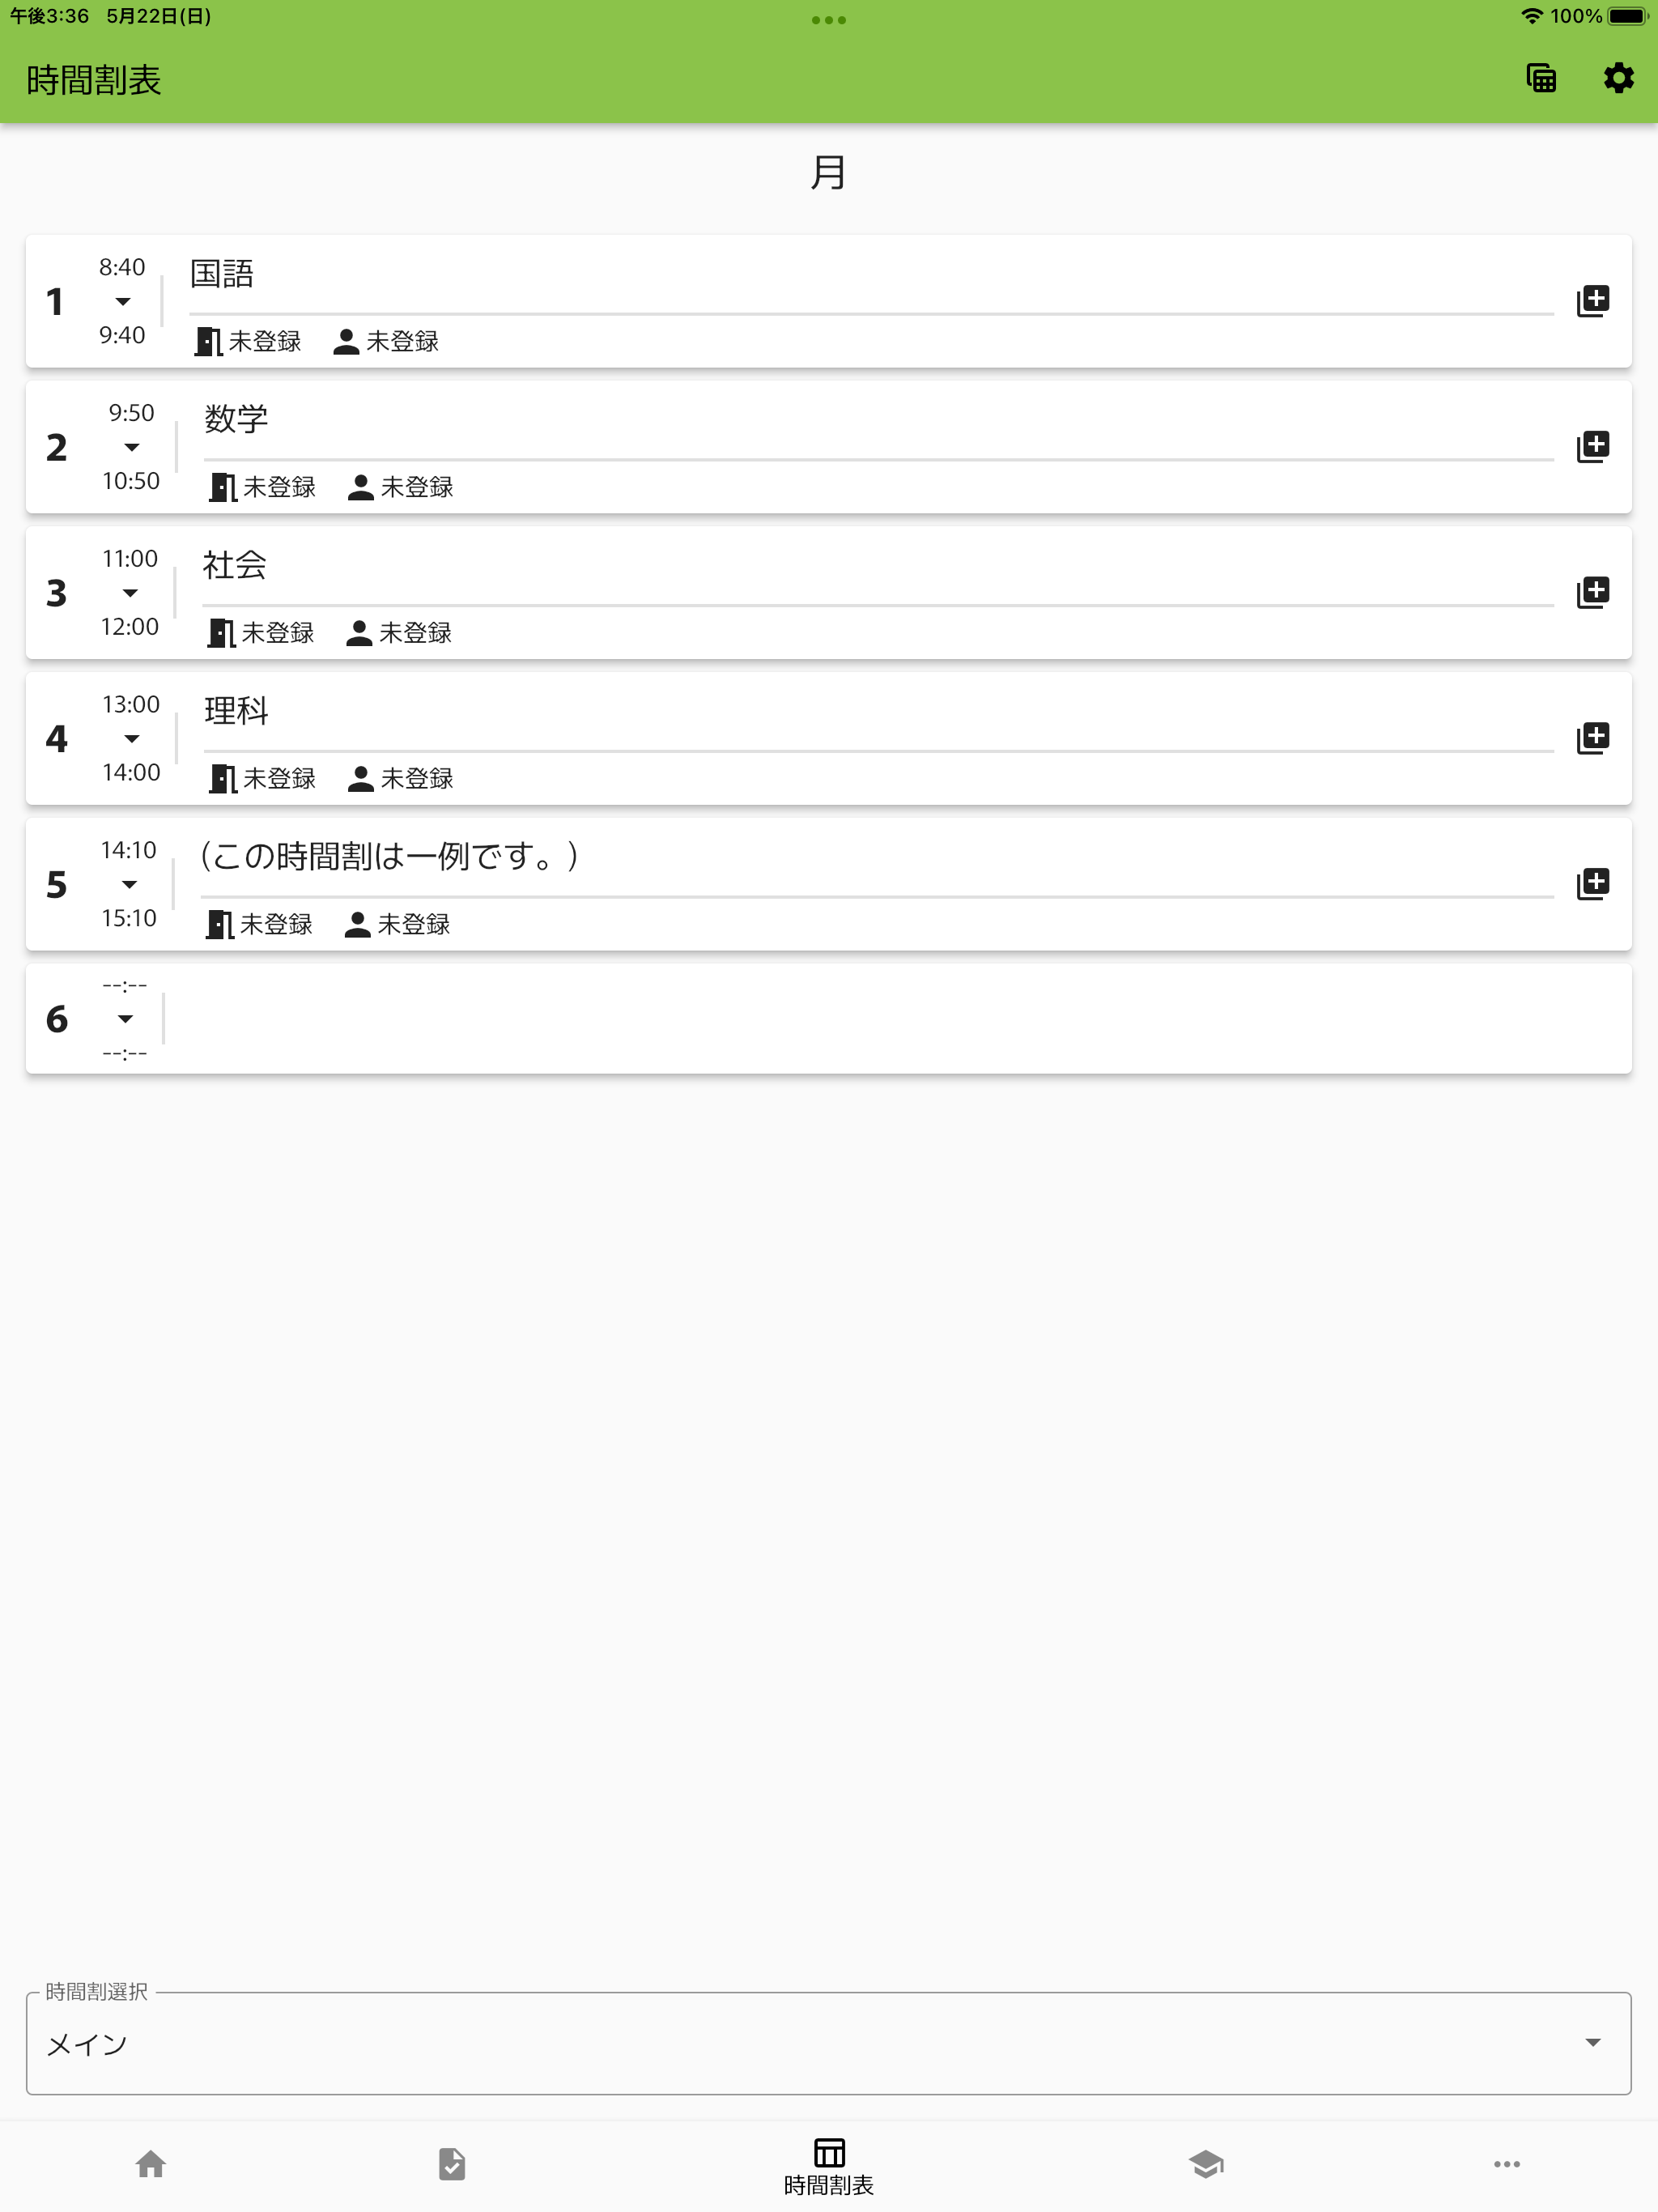 午後3:36 5月22日(日) 100%
時間割表
月
1 8:40 9:40 国語
未登録 未登録
2 9:50 10:50 数学
未登録 未登録
3 11:00 12:00 社会
未登録 未登録
4 13:00 14:00 理科
未登録 未登録
5 14:10 15:10 (この時間割は一例です。)
未登録 未登録
6 --:-- --:--
時間割選択
メイン
時間割表